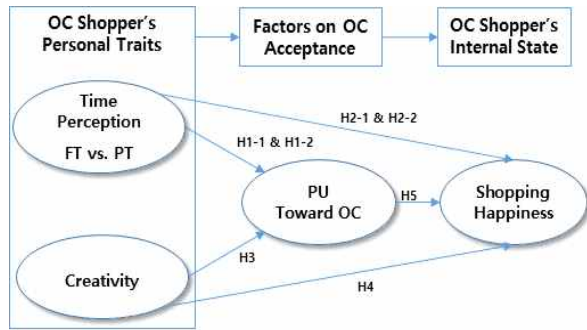 OC Shopper's
Personal Traits
Factors on OC
Acceptance
OC Shopper's
Internal State
Time
Perception
FT vs. PT
H2-1 & H2-2
H1-1 & H1-2
PU
Toward OC
H5
Shopping
Happiness
H3
Creativity
H4